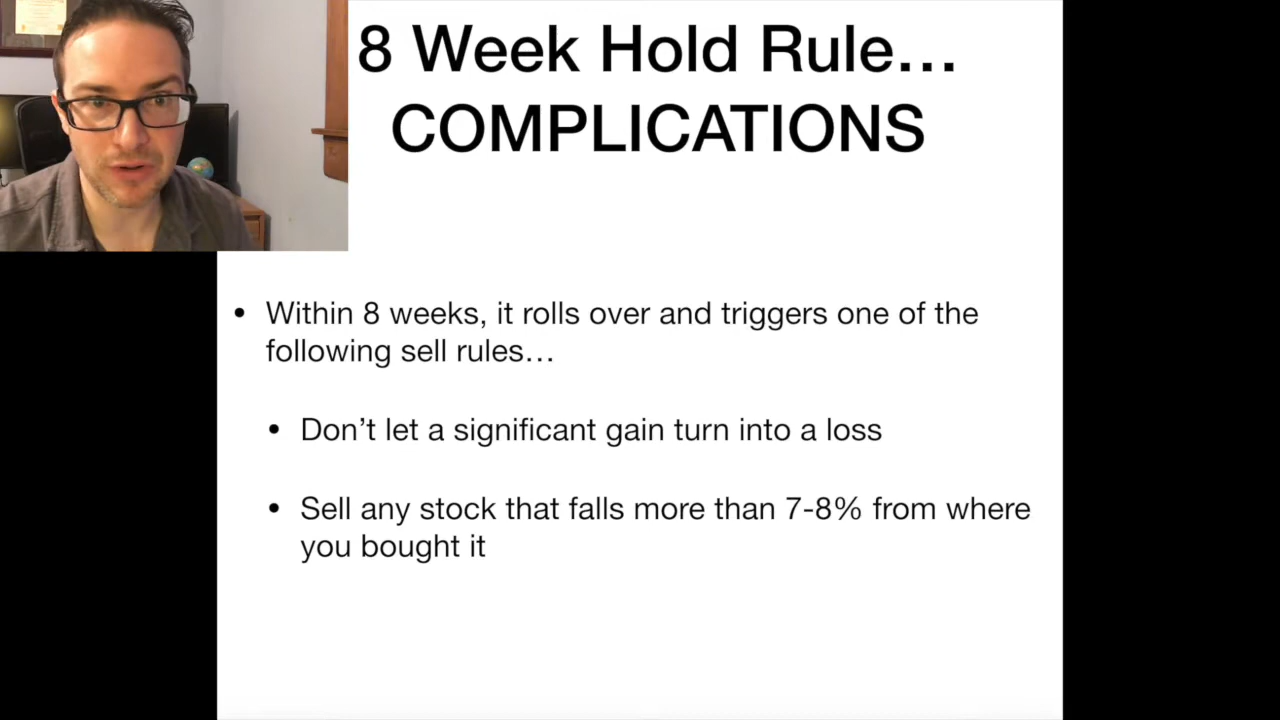 8 Week Hold Rule…
COMPLICATIONS
• Within 8 weeks, it rolls over and triggers one of the
following sell rules…
• Don’t let a significant gain turn into a loss
• Sell any stock that falls more than 7-8% from where
you bought it